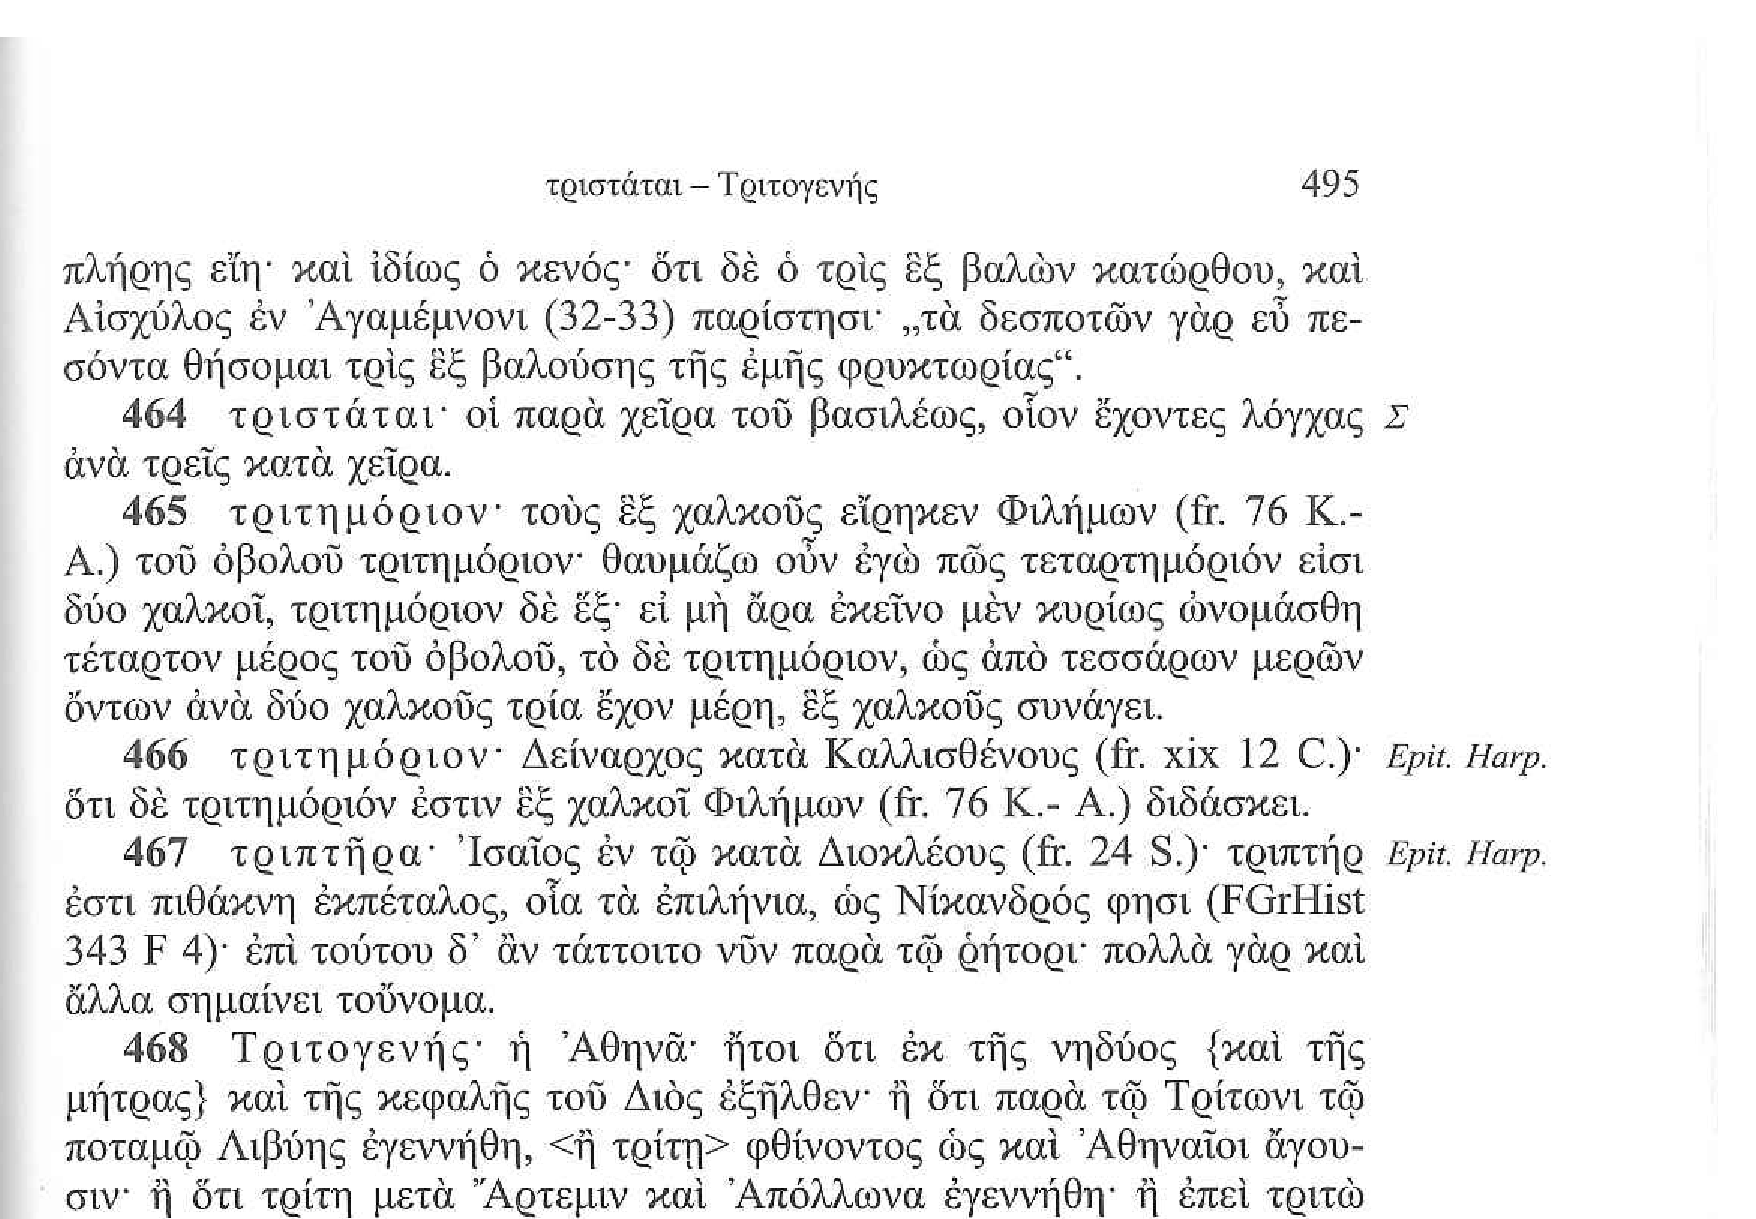 τριστάται – Τριτογενής 495
πλήρης εἴη· καὶ ἰδίως ὁ κενός· ὅτι δὲ ὁ τρὶς ἓξ βαλὼν κατώρθου, καὶ
Αἰσχύλος ἐν Ἀγαμέμνονι (32-33) παρίστησι· „τὰ δεσποτῶν γὰρ εὖ πε-
σόντα θήσομαι τρὶς ἓξ βαλούσης τῆς ἐμῆς φρυκτωρίας“.
464 τριστάται· οἱ παρὰ χεῖρα τοῦ βασιλέως, οἷον ἔχοντες λόγχας Σ
ἀνὰ τρεῖς κατὰ χεῖρα.
465 τριτημόριον· τοὺς ἓξ χαλκοῦς εἴρηκεν Φιλήμων (fr. 76 K.-
A.) τοῦ ὀβολοῦ τριτημόριον· θαυμάζω οὖν ἐγὼ πῶς τεταρτημόριόν εἰσι
δύο χαλκοῖ, τριτημόριον δὲ ἕξ· εἰ μὴ ἄρα ἐκεῖνο μὲν κυρίως ὠνομάσθη
τέταρτον μέρος τοῦ ὀβολοῦ, τὸ δὲ τριτημόριον, ὡς ἀπὸ τεσσάρων μερῶν
ὄντων ἀνὰ δύο χαλκοῦς τρία ἔχον μέρη, ἓξ χαλκοῦς συνάγει.
466 τριτημόριον· Δείναρχος κατὰ Καλλισθένους (fr. xix 12 C.)· Epit. Harp.
ὅτι δὲ τριτημόριόν ἐστιν ἓξ χαλκοῖ Φιλήμων (fr. 76 K.- A.) διδάσκει.
467 τριπτῆρα· Ἰσαῖος ἐν τῷ κατὰ Διοκλέους (fr. 24 S.)· τριπτήρ Epit. Harp.
ἐστι πιθάκνη ἐκπέταλος, οἷα τὰ ἐπιλήνια, ὡς Νίκανδρός φησι (FGrHist
343 F 4)· ἐπὶ τούτου δ᾽ ἂν τάττοιτο νῦν παρὰ τῷ ῥήτορι· πολλὰ γὰρ καὶ
ἄλλα σημαίνει τοὔνομα.
468 Τριτογενής· ἡ Ἀθηνᾶ· ἤτοι ὅτι ἐκ τῆς νηδύος {καὶ τῆς
μήτρας} καὶ τῆς κεφαλῆς τοῦ Διὸς ἐξῆλθεν· ἢ ὅτι παρὰ τῷ Τρίτωνι τῷ
ποταμῷ Λιβύης ἐγεννήθη, <ἢ τρίτῃ> φθίνοντος ὡς καὶ Ἀθηναῖοι ἄγου-
σιν· ἢ ὅτι τρίτη μετὰ Ἄρτεμιν καὶ Ἀπόλλωνα ἐγεννήθη· ἢ ἐπεὶ τριτὼ